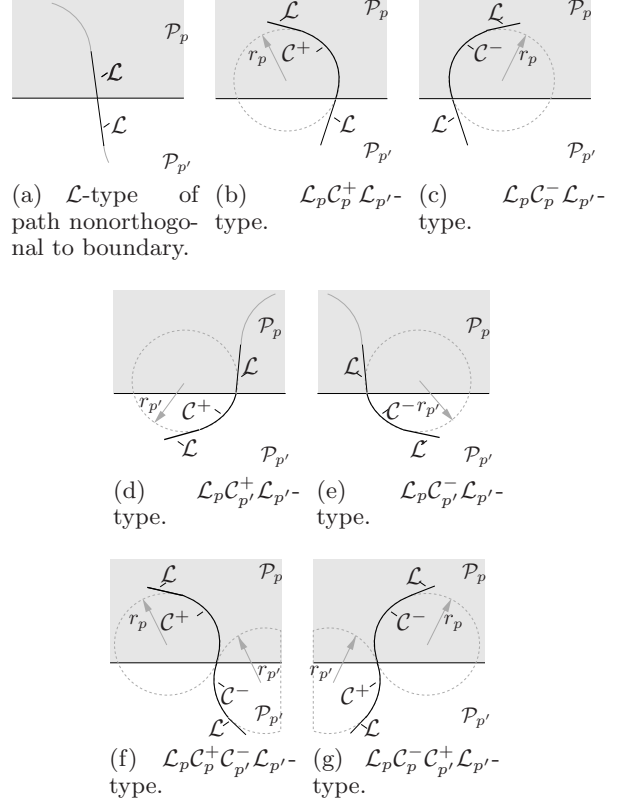 𝓛 𝓟p
𝓛
𝓟p′
𝓛 𝓟p
rp 𝓒+
𝓛
𝓟p′
𝓛 𝓟p
𝓒− rp
𝓛
𝓟p′
(a) 𝓛-type of
path nonorthogo-
nal to boundary.
(b) 𝓛p𝓒p+𝓛p′-
type.
(c) 𝓛p𝓒p−𝓛p′-
type.
𝓟p
𝓛
rp′ 𝓒+
𝓛
𝓟p′
𝓟p
𝓛
𝓒− rp′
𝓛
𝓟p′
(d) 𝓛p𝓒p′+𝓛p′-
type.
(e) 𝓛p𝓒p′−𝓛p′-
type.
𝓛 𝓟p
rp 𝓒+
rp′
𝓒−
𝓛 𝓟p′
𝓛 𝓟p
𝓒− rp
rp′
𝓒+
𝓛 𝓟p′
(f) 𝓛p𝓒p+𝓒p′−𝓛p′-
type.
(g) 𝓛p𝓒p−𝓒p′+𝓛p′-
type.